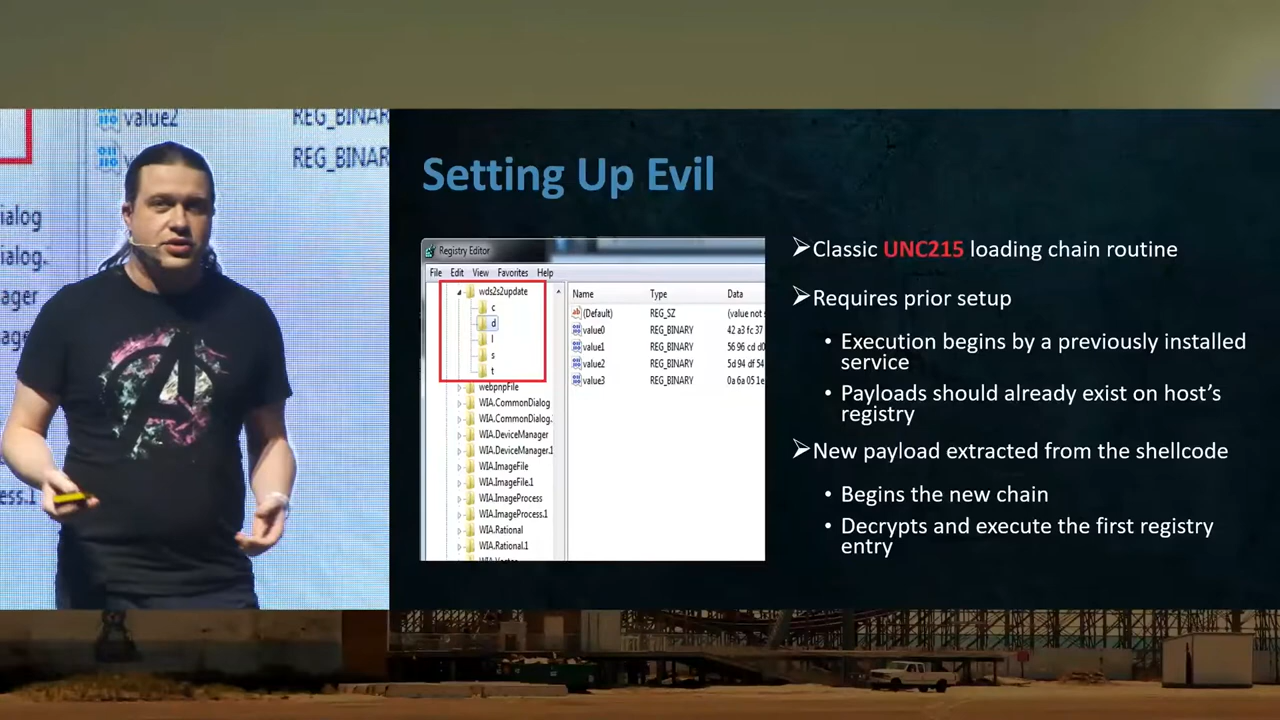 value2
REG_BINAR
REG_BINAR
ialog
ialog.
ager
Setting Up Evil
Registry Editor
File Edit View Favorites Help
wds2s2update
c
d
l
s
t
webpnpFile
WIA.CommonDialog
WIA.CommonDialog.
WIA.DeviceManager
WIA.DeviceManager.1
WIA.ImageFile
WIA.ImageFile.1
WIA.ImageProcess
WIA.ImageProcess.1
WIA.Rational
WIA.Rational.1
Name Type Data
(Default) REG_SZ (value not s
value0 REG_BINARY 42 a3 fc 37
value1 REG_BINARY 56 96 cd d0
value2 REG_BINARY 5d 94 df 54
value3 REG_BINARY 0a 6a 05 1e
Classic UNC215 loading chain routine
Requires prior setup
Execution begins by a previously installed
service
Payloads should already exist on host's
registry
New payload extracted from the shellcode
Begins the new chain
Decrypts and execute the first registry
entry